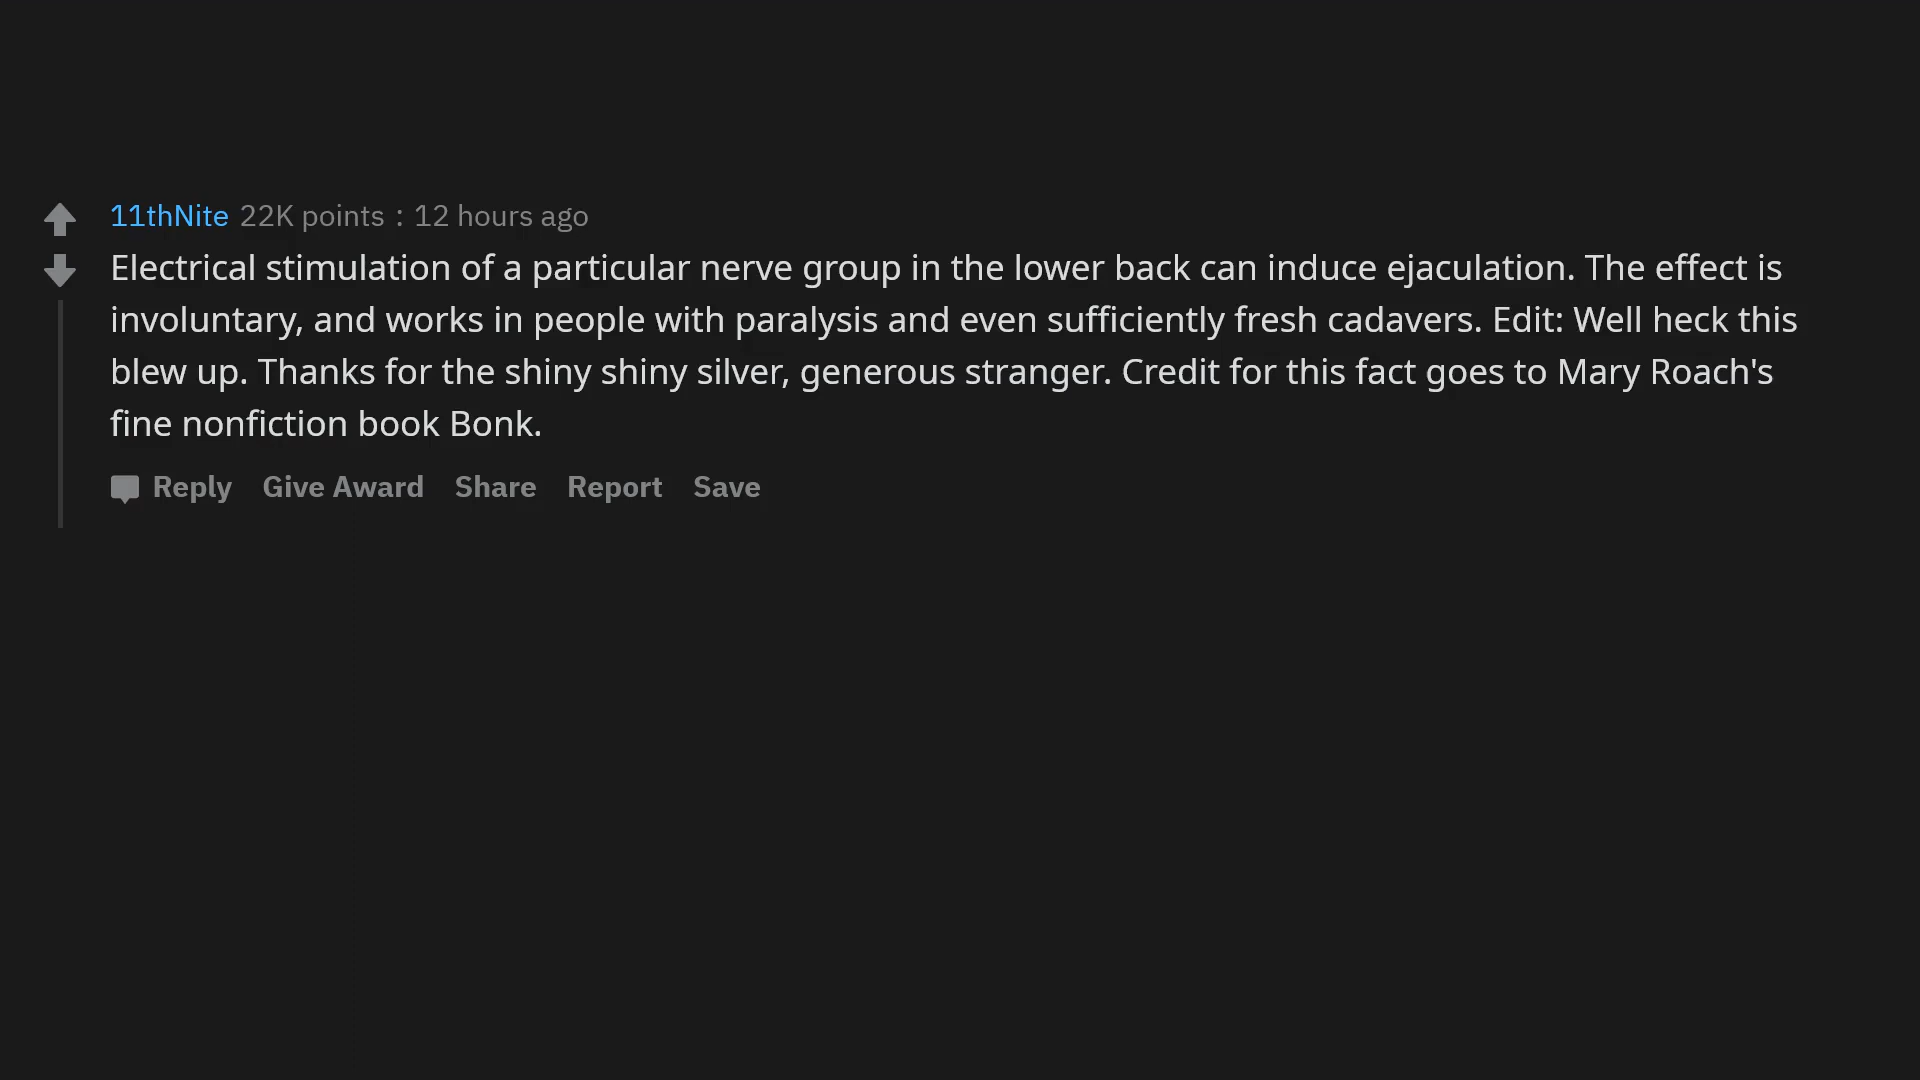 11thNite 22K points : 12 hours ago
Electrical stimulation of a particular nerve group in the lower back can induce ejaculation. The effect is
involuntary, and works in people with paralysis and even sufficiently fresh cadavers. Edit: Well heck this
blew up. Thanks for the shiny shiny silver, generous stranger. Credit for this fact goes to Mary Roach's
fine nonfiction book Bonk.
Reply Give Award Share Report Save